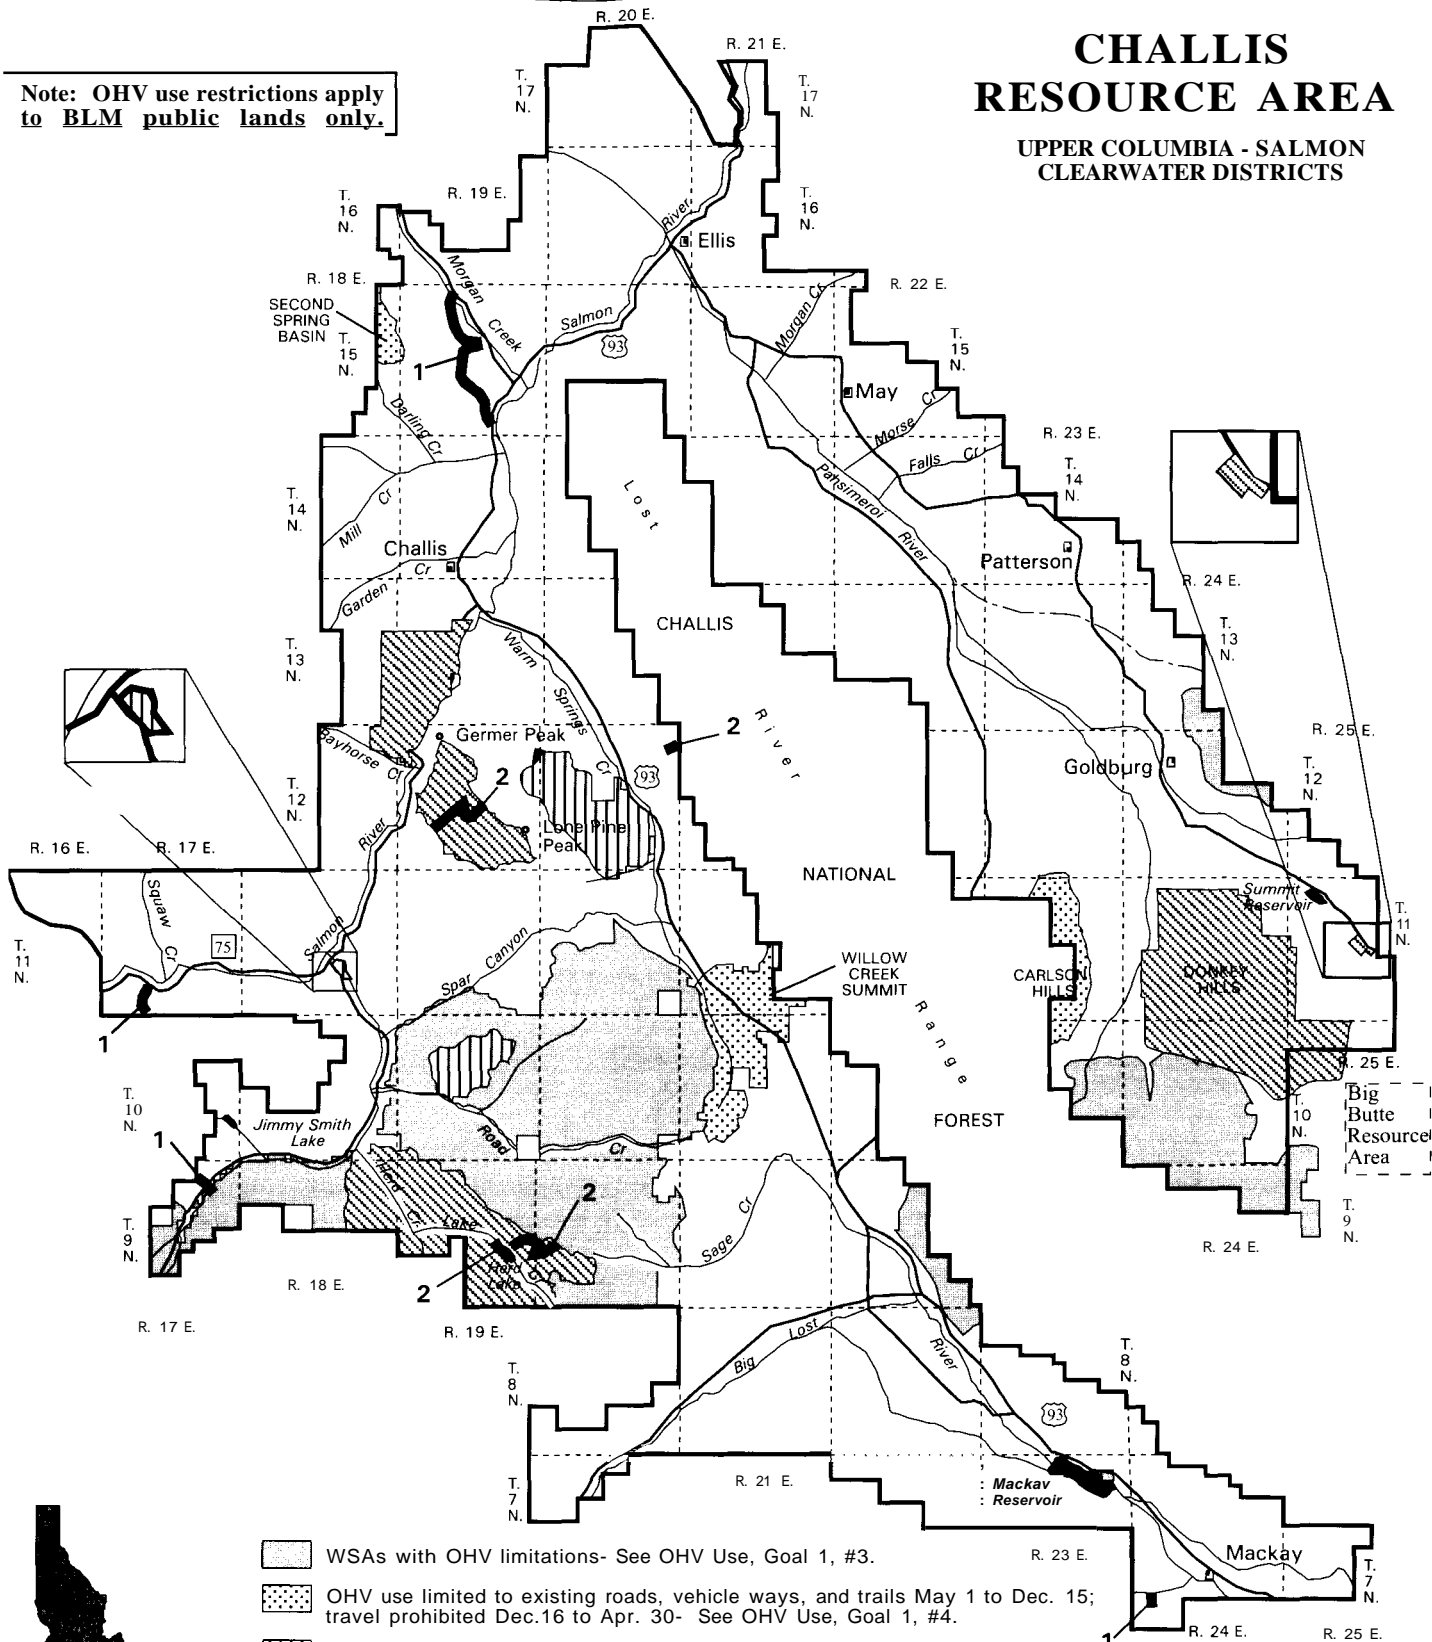 R. 20 E.
R. 21 E.
CHALLIS
RESOURCE AREA
UPPER COLUMBIA - SALMON
CLEARWATER DISTRICTS
Note: OHV use restrictions apply
to BLM public lands only.
T.
17
N.
T.
17
N.
T.
16
N.
R. 19 E.
T.
16
N.
River
Ellis
R. 18 E.
R. 22 E.
SECOND
SPRING
BASIN
Morgan
Creek
Salmon
93
Morgan Cr
T.
15
N.
T.
15
N.
1
May
Darling Cr
Morse Cr
Falls Cr
R. 23 E.
T.
14
N.
T.
14
N.
Mill Cr
Lost
Pahsimeroi
River
Challis
Cr
Garden
Patterson
R. 24 E.
CHALLIS
T.
13
N.
T.
13
N.
Warm
Springs
Cr
River
2
R. 25 E.
Bayhorse
Cr
Germer Peak
93
Goldburg
T.
12
N.
T.
12
N.
2
Lone Pine
Peak
River
R. 16 E.
R. 17 E.
NATIONAL
Squaw
Cr
Summit
Reservoir
T.
11
N.
T.
11
N.
75
Salmon
Spar Canyon
WILLOW
CREEK
SUMMIT
CARLSON
HILLS
DONKEY
HILLS
Range
1
R. 25 E.
Big
Butte
Resource
Area
T.
10
N.
T.
10
N.
Jimmy Smith
Lake
FOREST
1
Road
Cr
Herd
Cr
Lake
2
Sage Cr
T.
9
N.
T.
9
N.
R. 24 E.
Herd
Lake
2
R. 18 E.
R. 17 E.
R. 19 E.
Big
Lost
River
T.
8
N.
T.
8
N.
93
R. 21 E.
: Mackav
: Reservoir
T.
7
N.
WSAs with OHV limitations- See OHV Use, Goal 1, #3.
R. 23 E.
Mackay
T.
7
N.
OHV use limited to existing roads, vehicle ways, and trails May 1 to Dec. 15;
travel prohibited Dec.16 to Apr. 30- See OHV Use, Goal 1, #4.
1
R. 24 E.
R. 25 E.